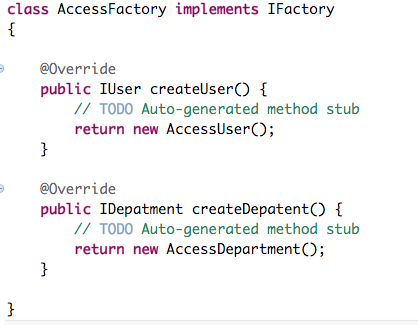 class AccessFactory implements IFactory
{
@Override
public IUser createUser() {
// TODO Auto-generated method stub
return new AccessUser();
}
@Override
public IDepatment createDepatent() {
// TODO Auto-generated method stub
return new AccessDepartment();
}
}